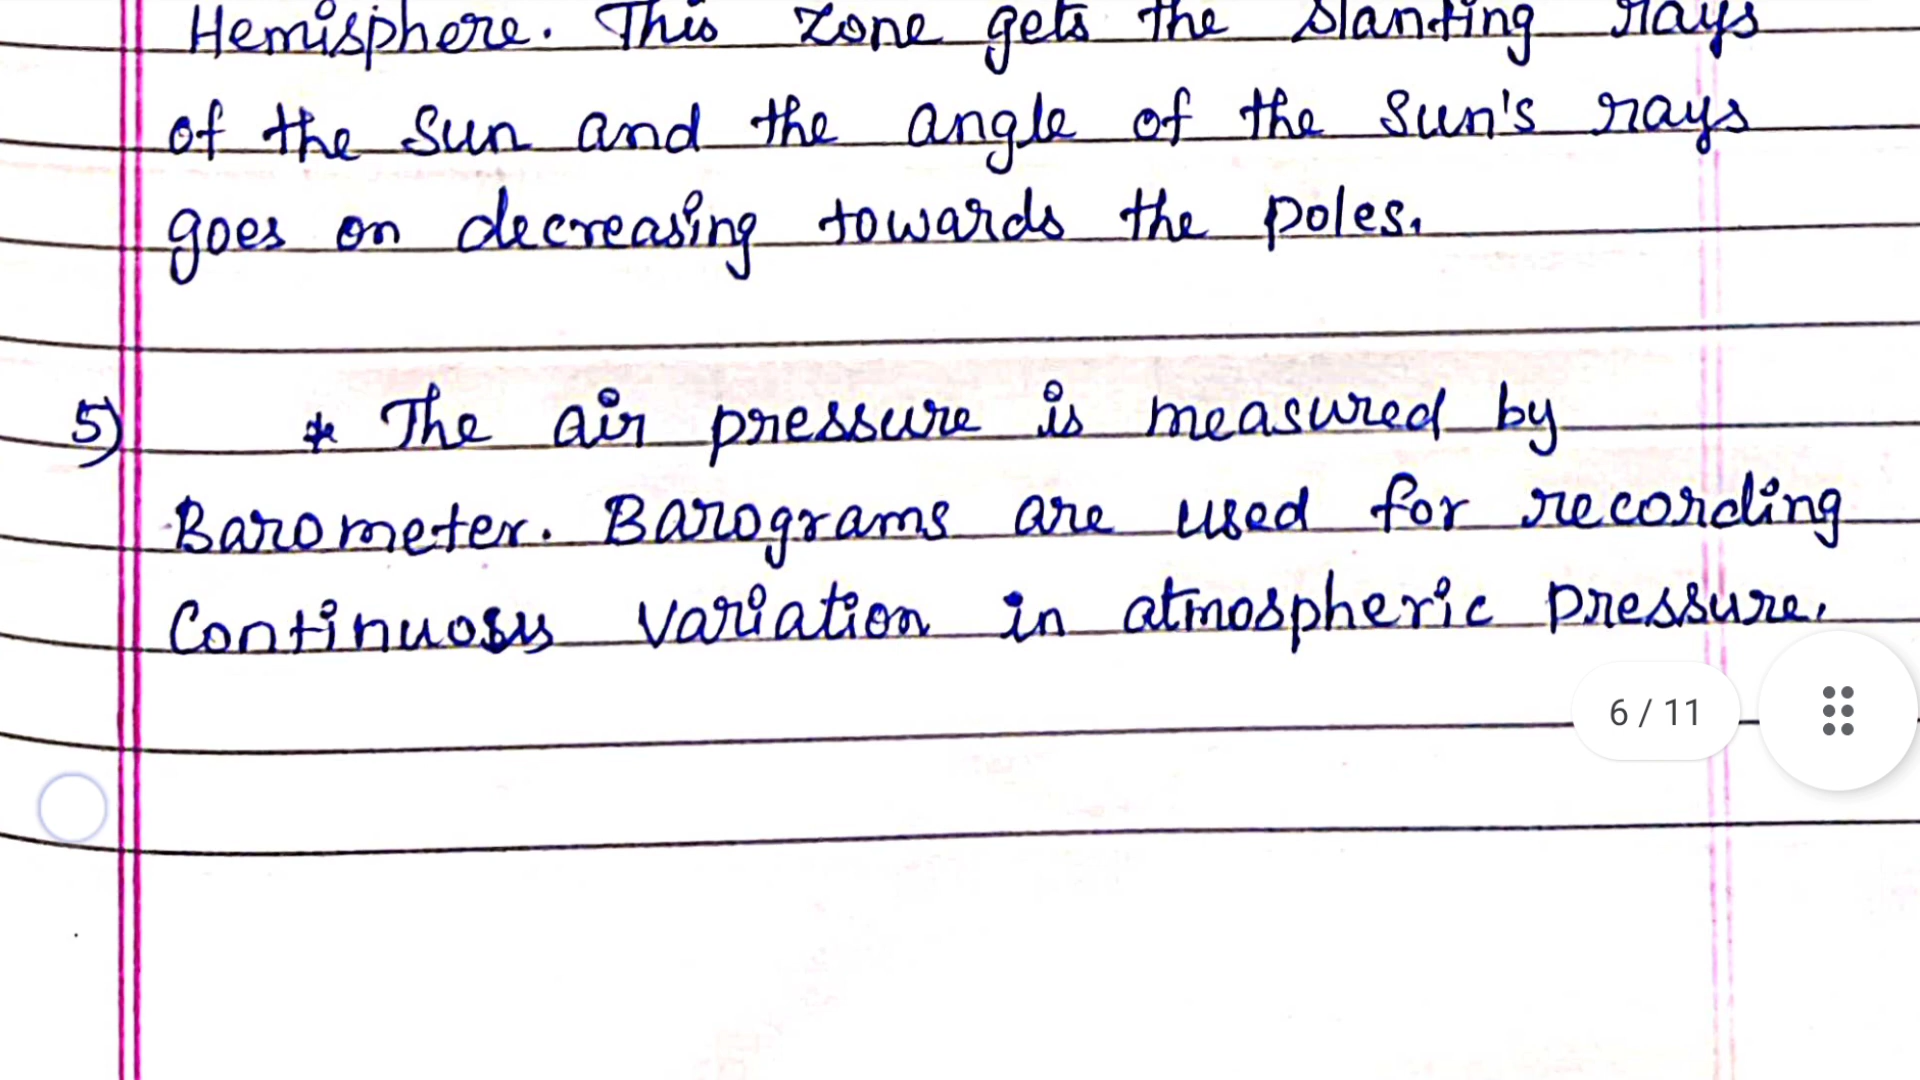 Hemisphere. This zone gets the slanting rays
of the Sun and the angle of the Sun's rays
goes on decreasing towards the poles.
5) * The air pressure is measured by
Barometer. Barograms are used for recording
Continuous variation in atmospheric pressure.
6 / 11